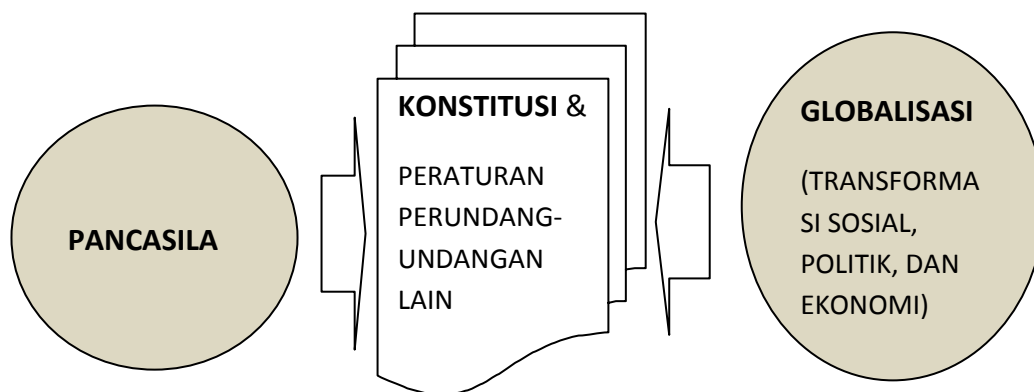 PANCASILA
KONSTITUSI &
PERATURAN
PERUNDANG-
UNDANGAN
LAIN
GLOBALISASI
(TRANSFORMA
SI SOSIAL,
POLITIK, DAN
EKONOMI)